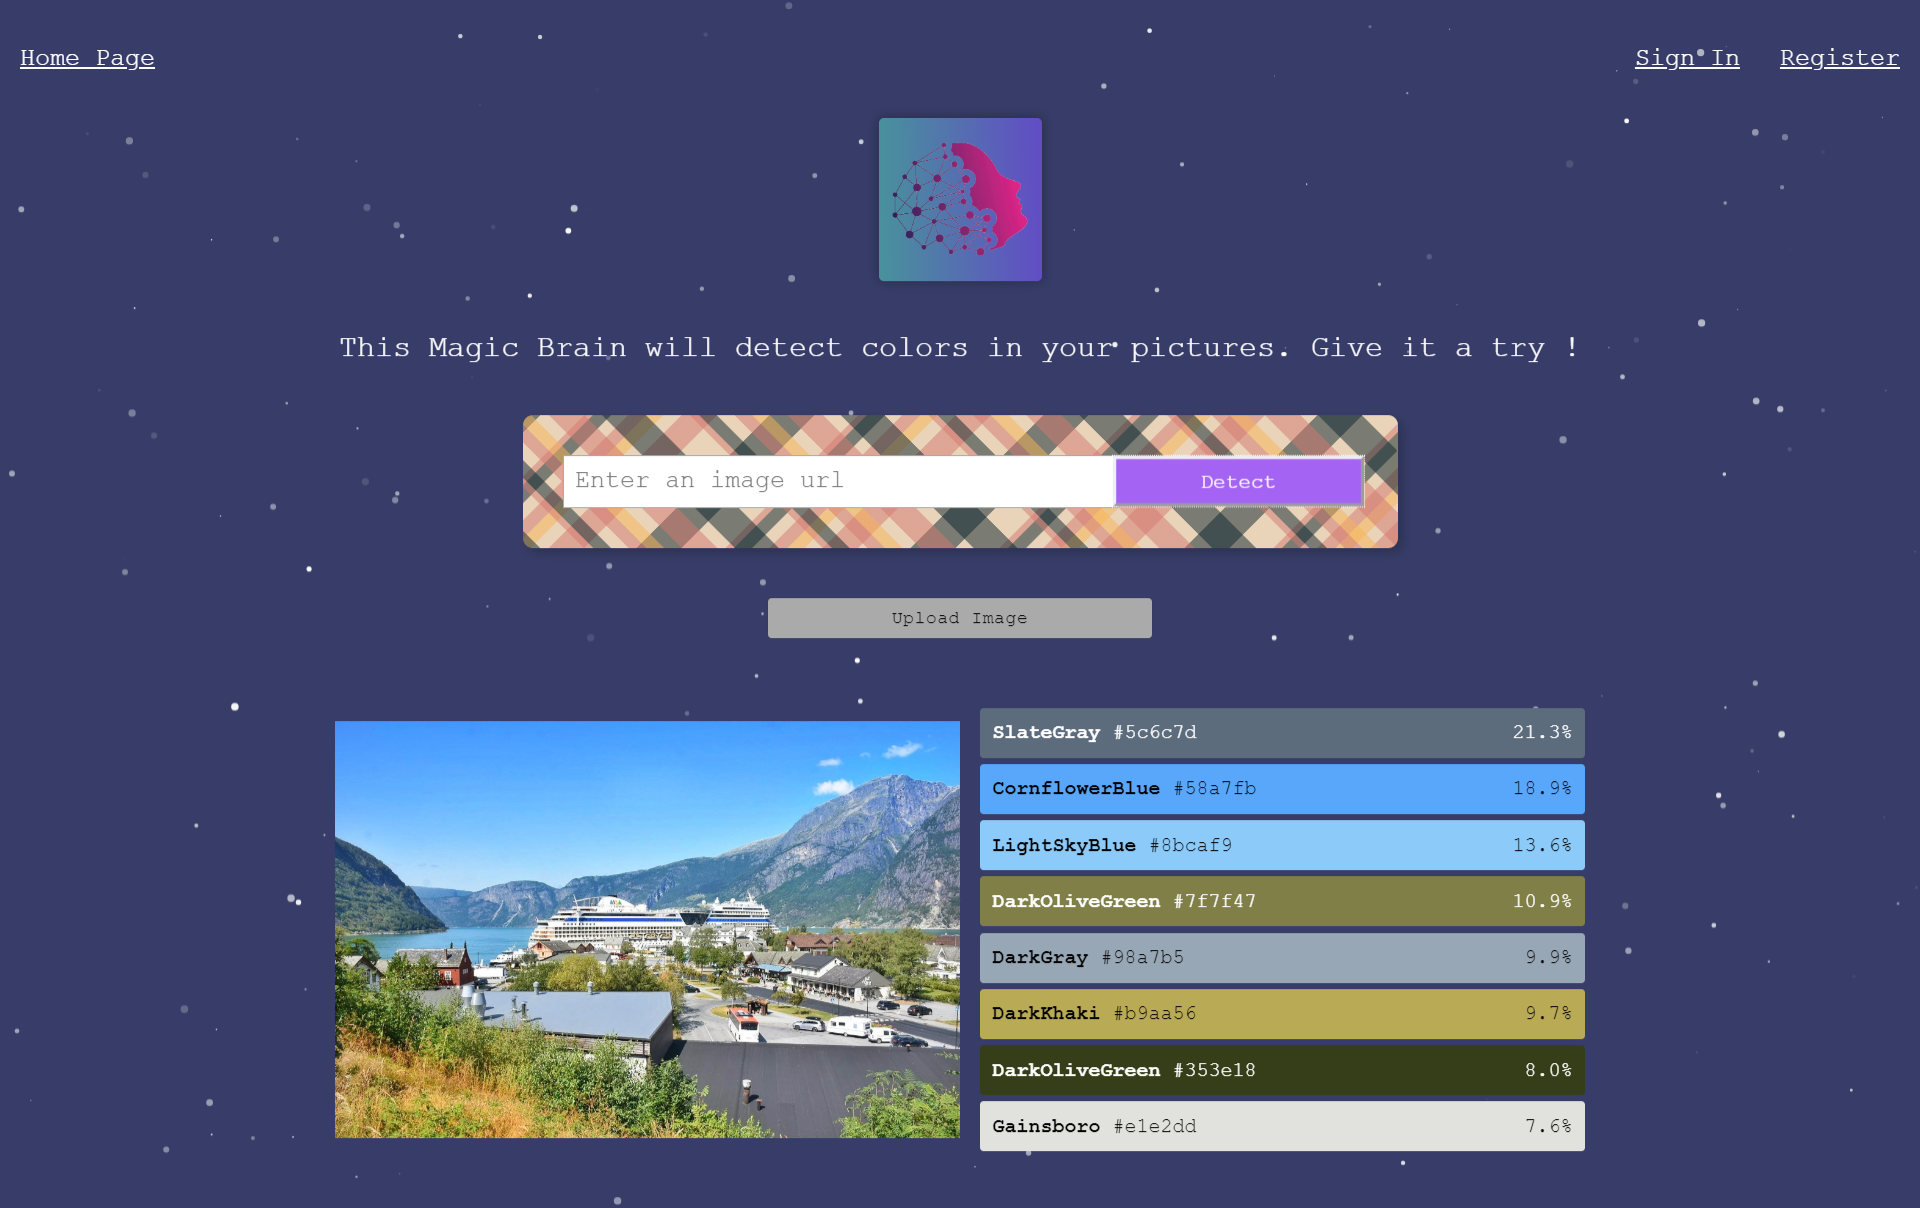 Home Page
Sign In
Register
This Magic Brain will detect colors in your pictures. Give it a try !
Enter an image url
Detect
Upload Image
SlateGray #5c6c7d 21.3%
CornflowerBlue #58a7fb 18.9%
LightSkyBlue #8bcaf9 13.6%
DarkOliveGreen #7f7f47 10.9%
DarkGray #98a7b5 9.9%
DarkKhaki #b9aa56 9.7%
DarkOliveGreen #353e18 8.0%
Gainsboro #e1e2dd 7.6%